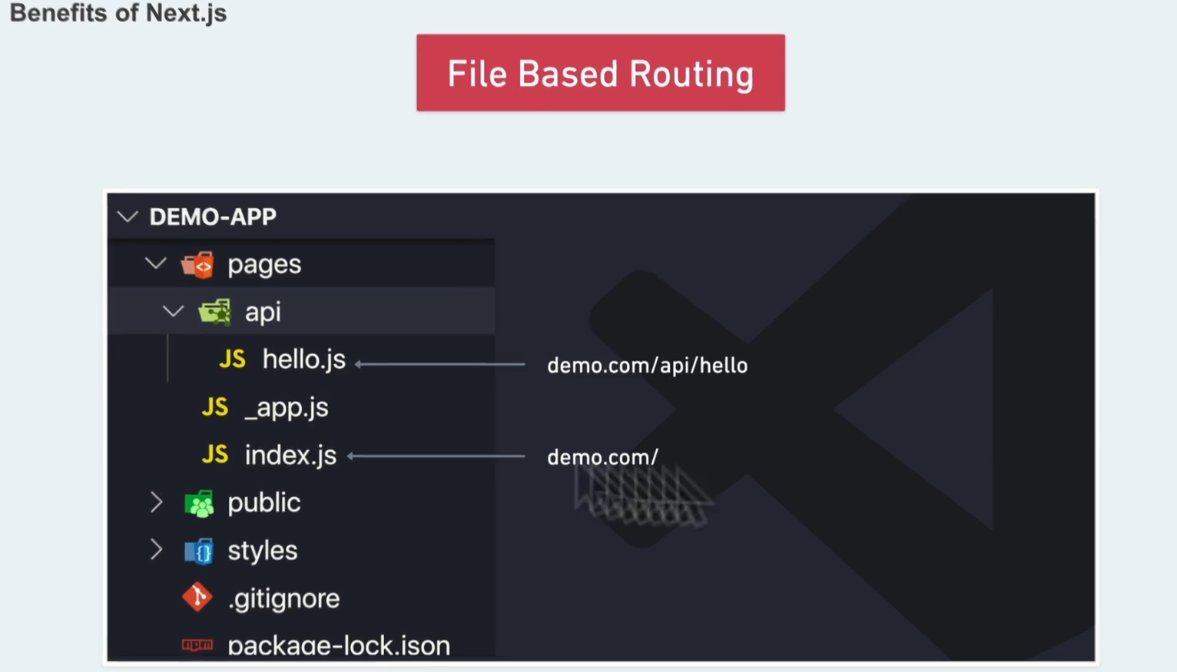 Benefits of Next.js
File Based Routing
DEMO-APP
pages
api
JS hello.js
demo.com/api/hello
JS _app.js
JS index.js
demo.com/
public
styles
.gitignore
package-lock.json